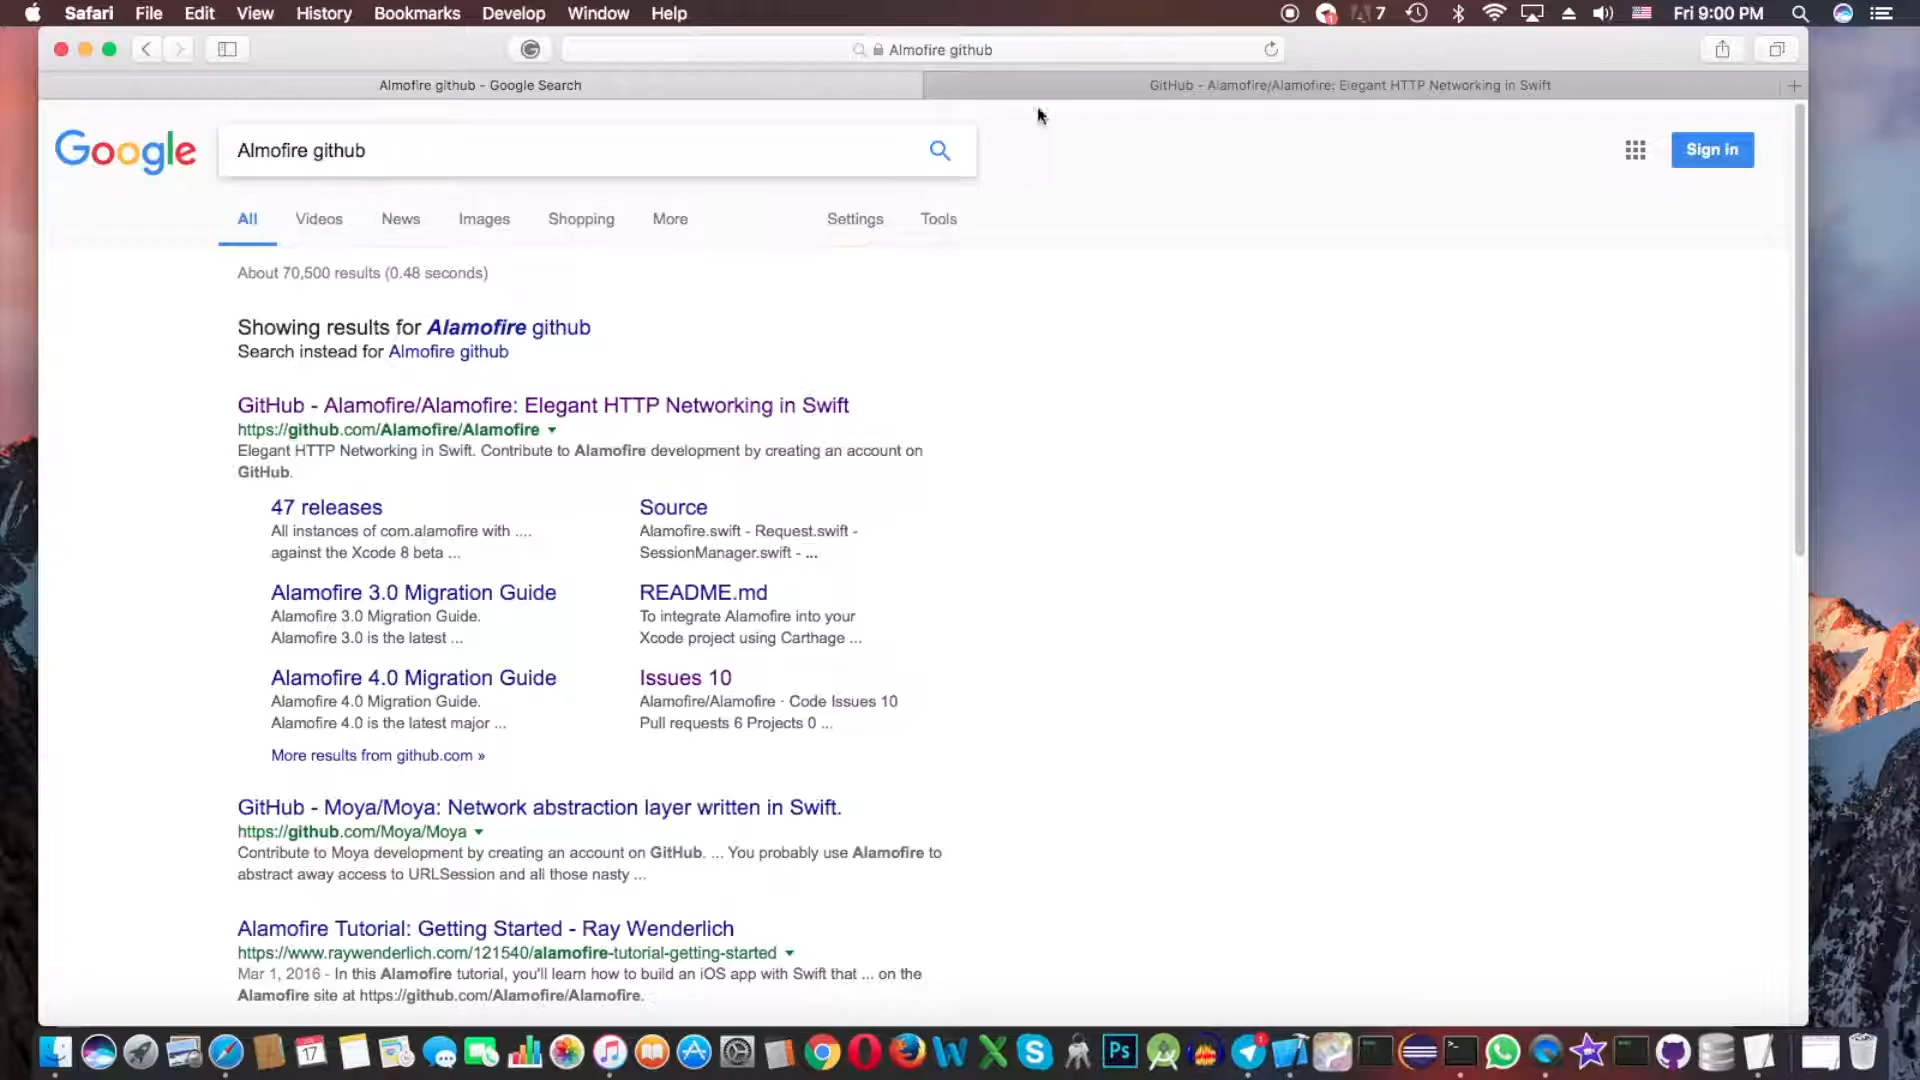 Safari File Edit View History Bookmarks Develop Window Help 7 Fri 9:00 PM
Almofire github
Almofire github - Google Search
GitHub - Alamofire/Alamofire: Elegant HTTP Networking in Swift
Google
Almofire github
Sign in
All Videos News Images Shopping More Settings Tools
About 70,500 results (0.48 seconds)
Showing results for Alamofire github
Search instead for Almofire github
GitHub - Alamofire/Alamofire: Elegant HTTP Networking in Swift
https://github.com/Alamofire/Alamofire
Elegant HTTP Networking in Swift. Contribute to Alamofire development by creating an account on
GitHub.
47 releases
All instances of com.alamofire with ....
against the Xcode 8 beta ...
Source
Alamofire.swift - Request.swift -
SessionManager.swift - ...
Alamofire 3.0 Migration Guide
Alamofire 3.0 Migration Guide.
Alamofire 3.0 is the latest ...
README.md
To integrate Alamofire into your
Xcode project using Carthage ...
Alamofire 4.0 Migration Guide
Alamofire 4.0 Migration Guide.
Alamofire 4.0 is the latest major ...
Issues 10
Alamofire/Alamofire · Code Issues 10
Pull requests 6 Projects 0 ...
More results from github.com »
GitHub - Moya/Moya: Network abstraction layer written in Swift.
https://github.com/Moya/Moya
Contribute to Moya development by creating an account on GitHub. ... You probably use Alamofire to
abstract away access to URLSession and all those nasty ...
Alamofire Tutorial: Getting Started - Ray Wenderlich
https://www.raywenderlich.com/121540/alamofire-tutorial-getting-started
Mar 1, 2016 - In this Alamofire tutorial, you'll learn how to build an iOS app with Swift that ... on the
Alamofire site at https://github.com/Alamofire/Alamofire.
17
Ps